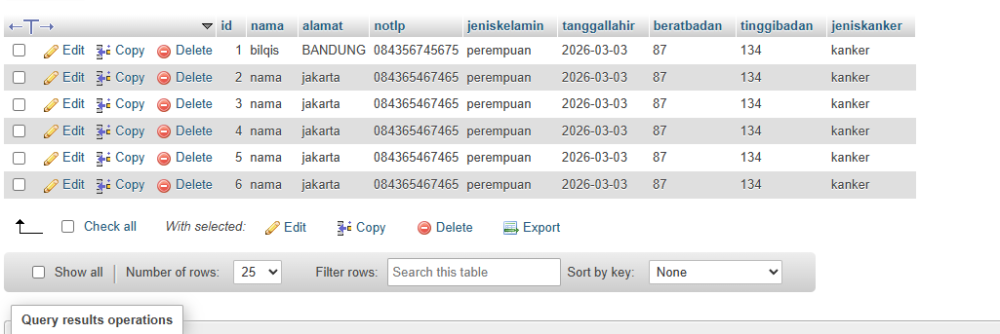 id nama alamat notlp jeniskelamin tanggallahir beratbadan tinggibadan jeniskanker
Edit Copy Delete 1 bilqis BANDUNG 084356745675 perempuan 2026-03-03 87 134 kanker
Edit Copy Delete 2 nama jakarta 084365467465 perempuan 2026-03-03 87 134 kanker
Edit Copy Delete 3 nama jakarta 084365467465 perempuan 2026-03-03 87 134 kanker
Edit Copy Delete 4 nama jakarta 084365467465 perempuan 2026-03-03 87 134 kanker
Edit Copy Delete 5 nama jakarta 084365467465 perempuan 2026-03-03 87 134 kanker
Edit Copy Delete 6 nama jakarta 084365467465 perempuan 2026-03-03 87 134 kanker
Check all With selected: Edit Copy Delete Export
Show all Number of rows: 25 Filter rows: Search this table Sort by key: None
Query results operations